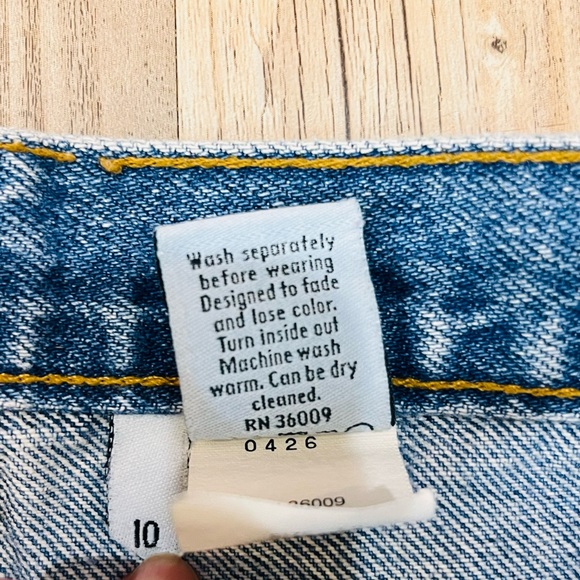 Wash separately
before wearing
Designed to fade
and lose color.
Turn inside out
Machine wash
warm. Can be dry
cleaned.
RN 36009
0426
36009
10